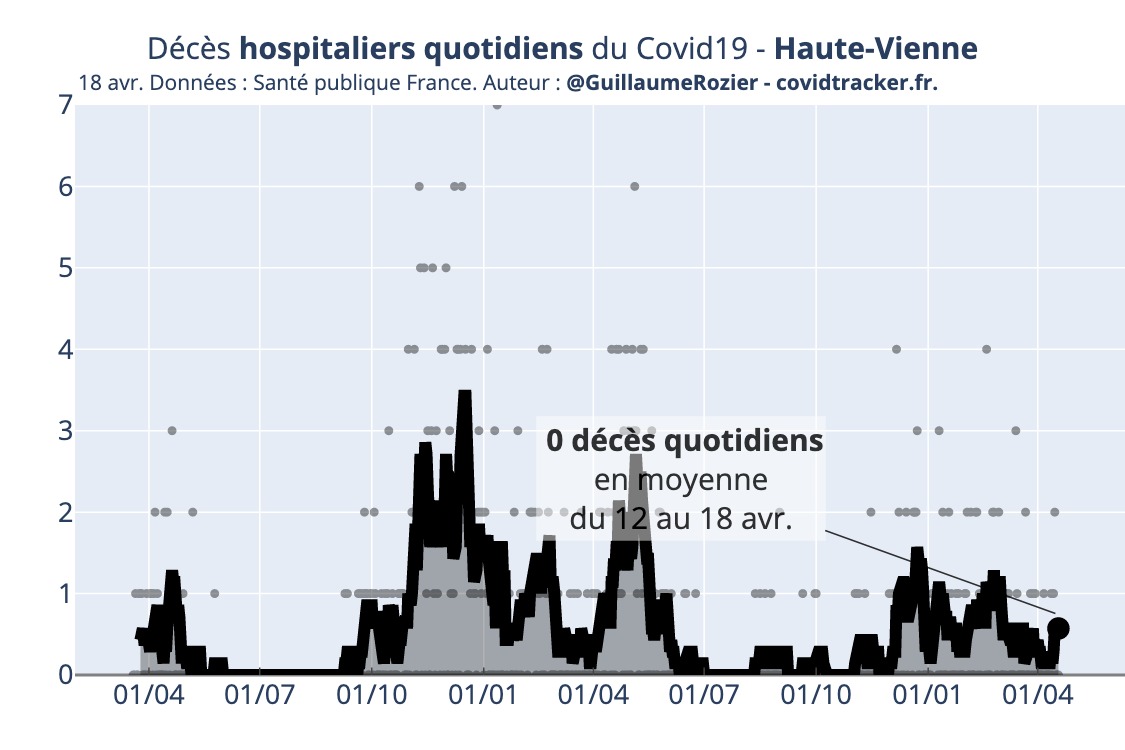 Décès hospitaliers quotidiens du Covid19 - Haute-Vienne
18 avr. Données : Santé publique France. Auteur : @GuillaumeRozier - covidtracker.fr.
7
6
5
4
3
2
1
0
0 décès quotidiens
en moyenne
du 12 au 18 avr.
01/04 01/07 01/10 01/01 01/04 01/07 01/10 01/01 01/04